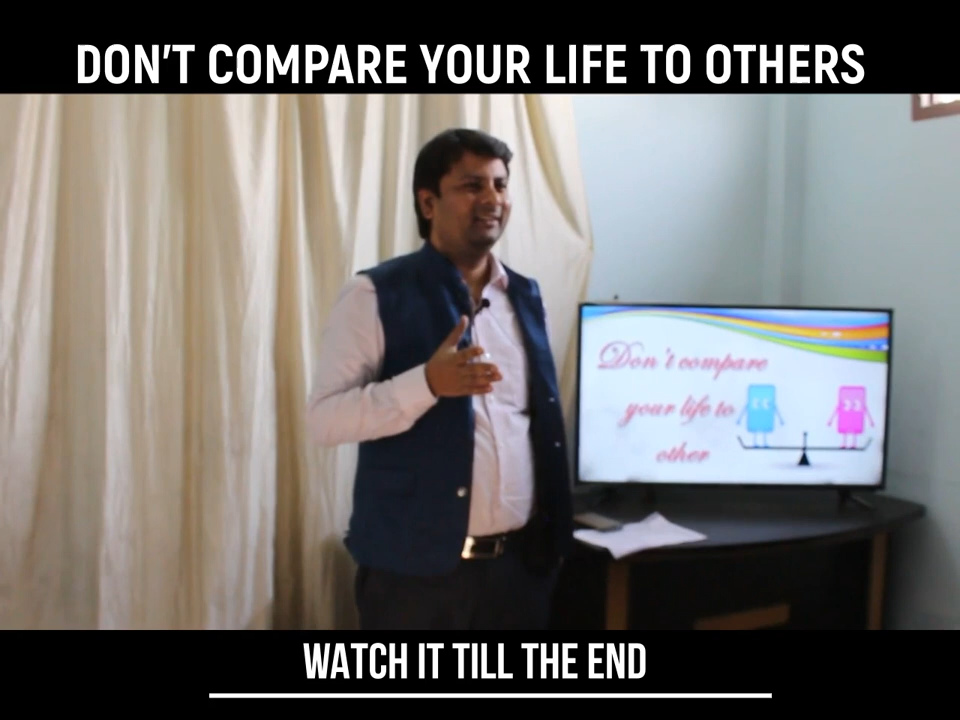 DON'T COMPARE YOUR LIFE TO OTHERS
Don't compare
your life to
other
WATCH IT TILL THE END